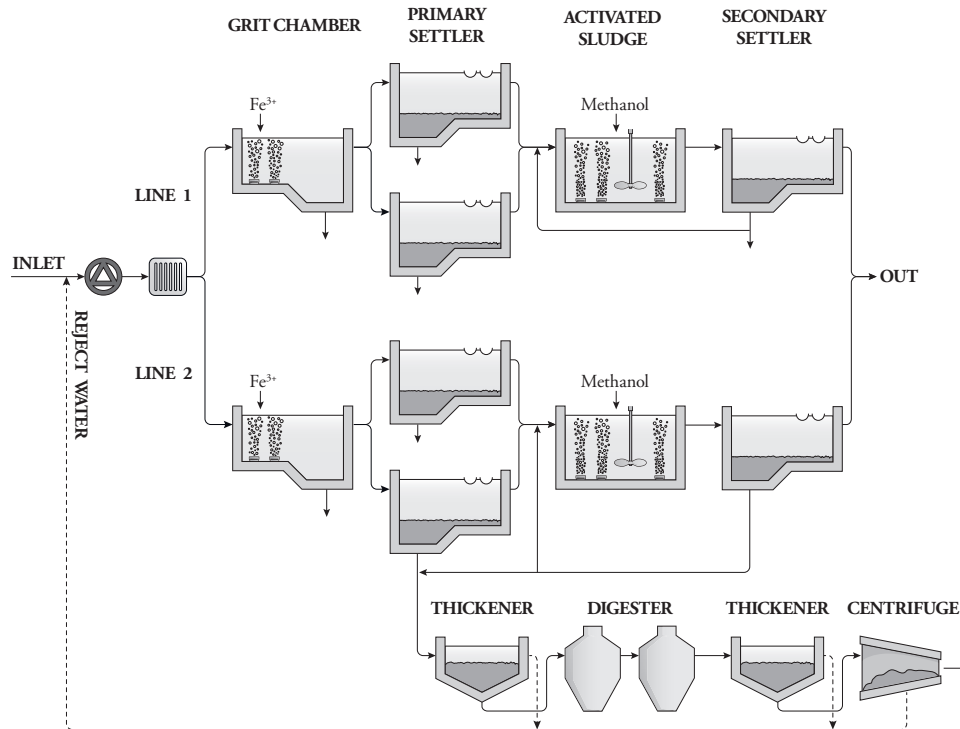 GRIT CHAMBER
PRIMARY
SETTLER
ACTIVATED
SLUDGE
SECONDARY
SETTLER
Fe³⁺
Methanol
LINE 1
INLET
OUT
REJECT WATER
LINE 2
Fe³⁺
Methanol
THICKENER
DIGESTER
THICKENER
CENTRIFUGE